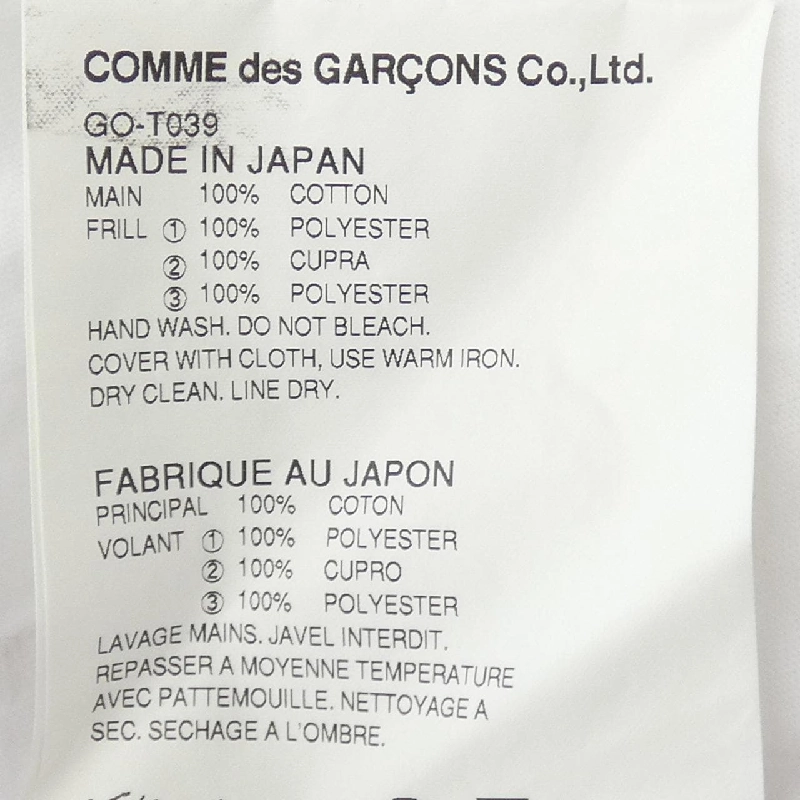 COMME des GARÇONS Co.,Ltd.
GO-T039
MADE IN JAPAN
MAIN 100% COTTON
FRILL ① 100% POLYESTER
② 100% CUPRA
③ 100% POLYESTER
HAND WASH. DO NOT BLEACH.
COVER WITH CLOTH, USE WARM IRON.
DRY CLEAN. LINE DRY.
FABRIQUE AU JAPON
PRINCIPAL 100% COTON
VOLANT ① 100% POLYESTER
② 100% CUPRO
③ 100% POLYESTER
LAVAGE MAINS. JAVEL INTERDIT.
REPASSER A MOYENNE TEMPERATURE
AVEC PATTEMOUILLE. NETTOYAGE A
SEC. SECHAGE A L'OMBRE.